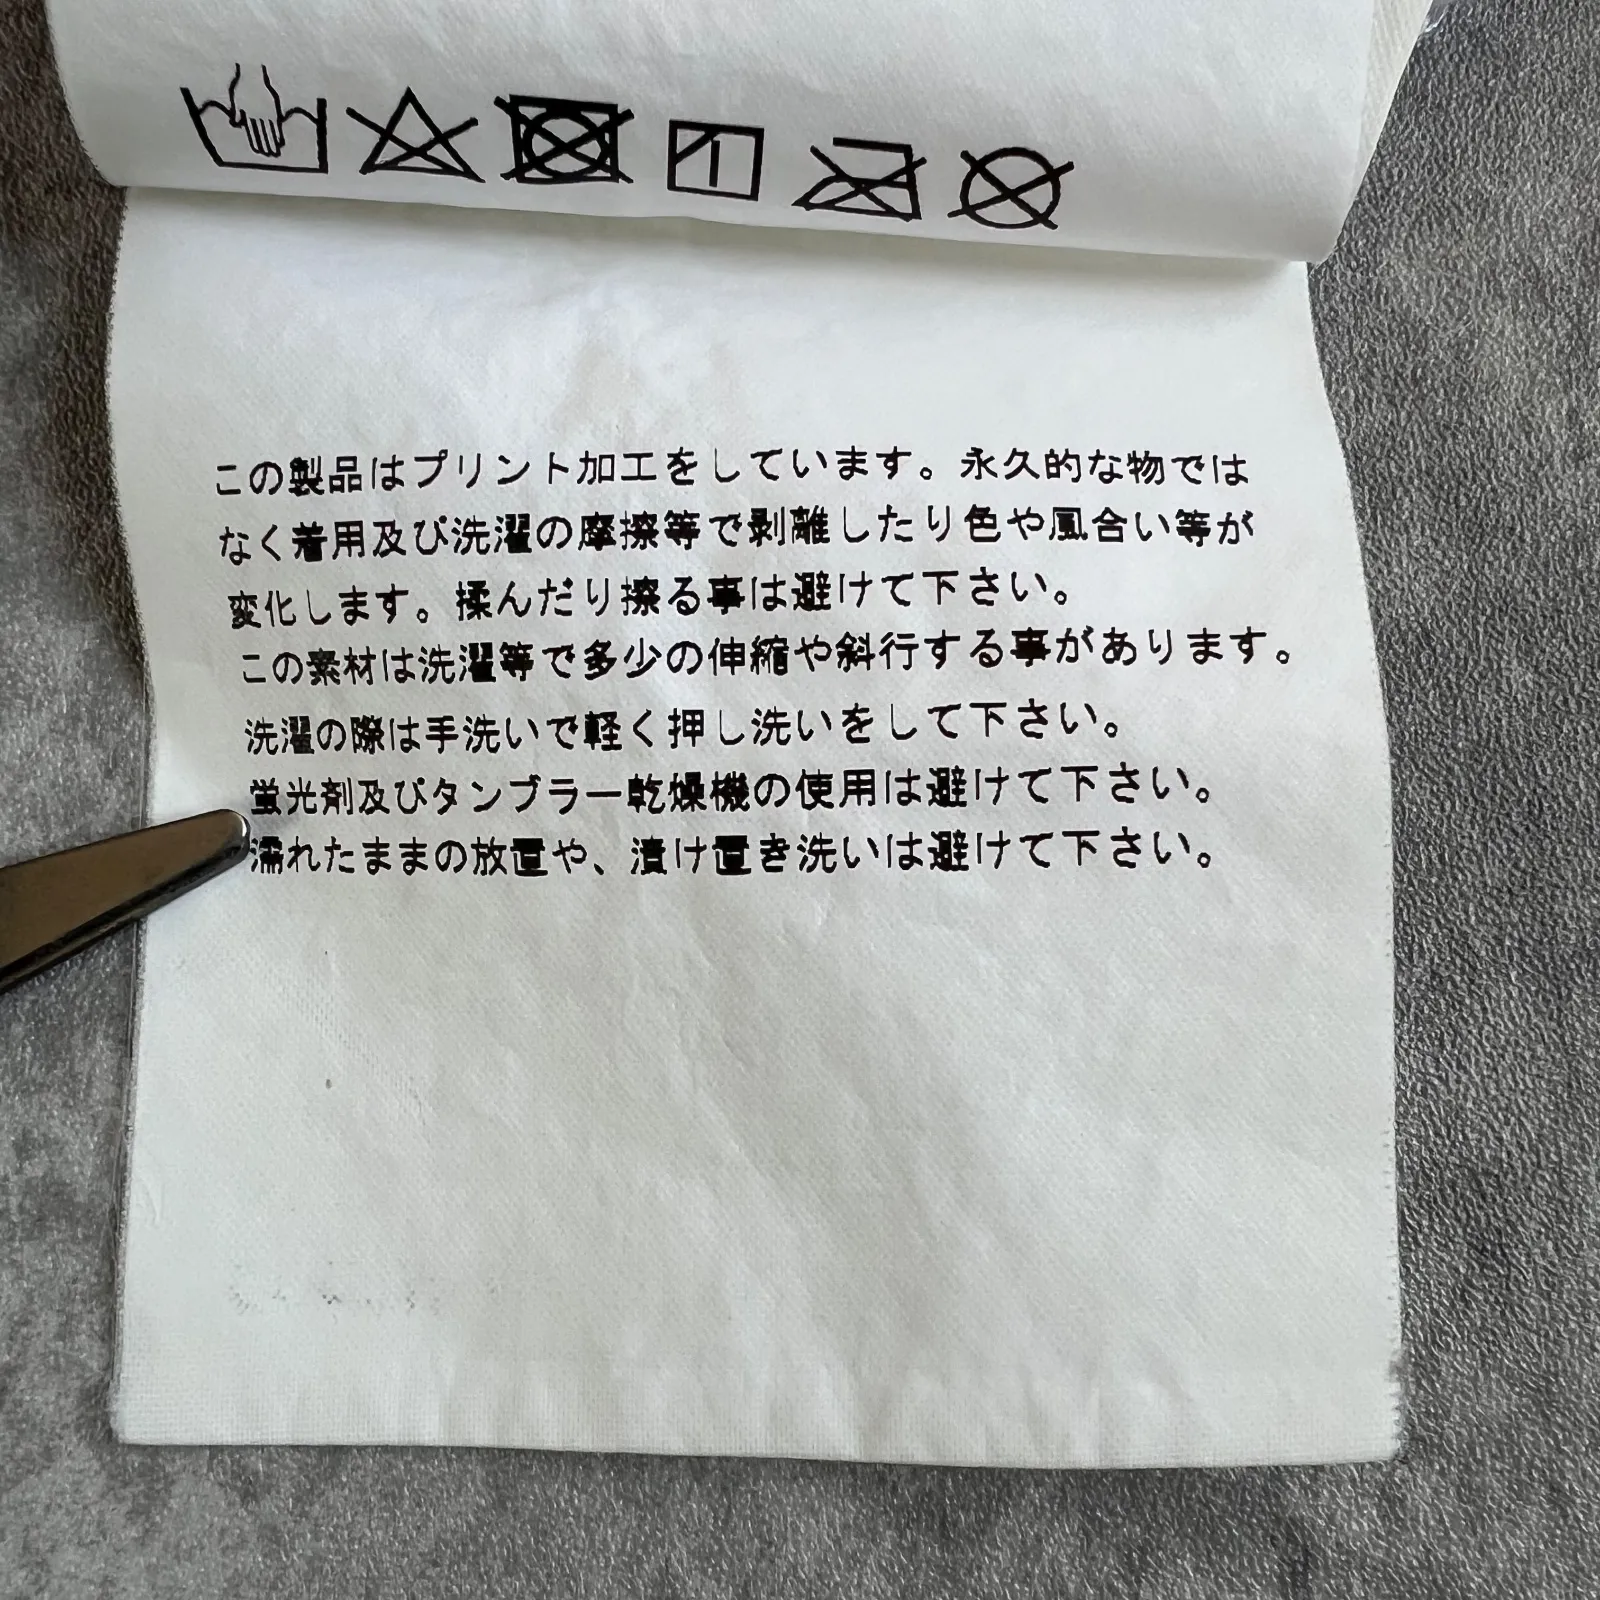 この製品はプリント加工をしています。永久的な物では
なく着用及び洗濯の摩擦等で剥離したり色や風合い等が
変化します。揉んだり擦る事は避けて下さい。
この素材は洗濯等で多少の伸縮や斜行する事があります。
洗濯の際は手洗いで軽く押し洗いをして下さい。
蛍光剤及びタンブラー乾燥機の使用は避けて下さい。
濡れたままの放置や、漬け置き洗いは避けて下さい。